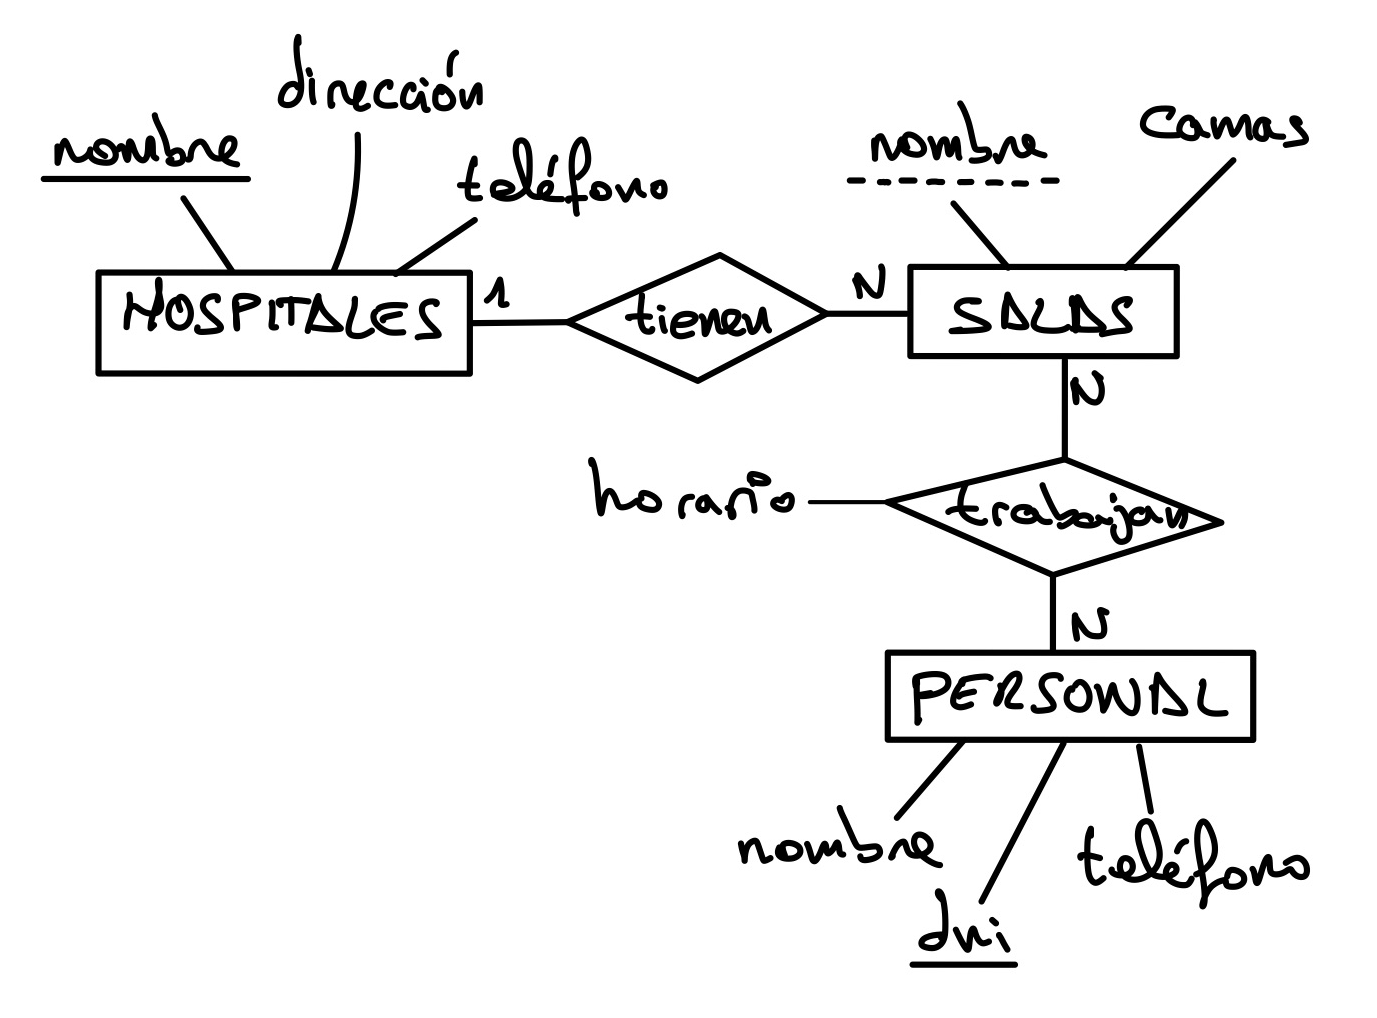 dirección
nombre
teléfono
nombre
camas
HOSPITALES
1
tienen
N
SALAS
N
horario
trabajan
N
PERSONAL
nombre
dni
teléfono